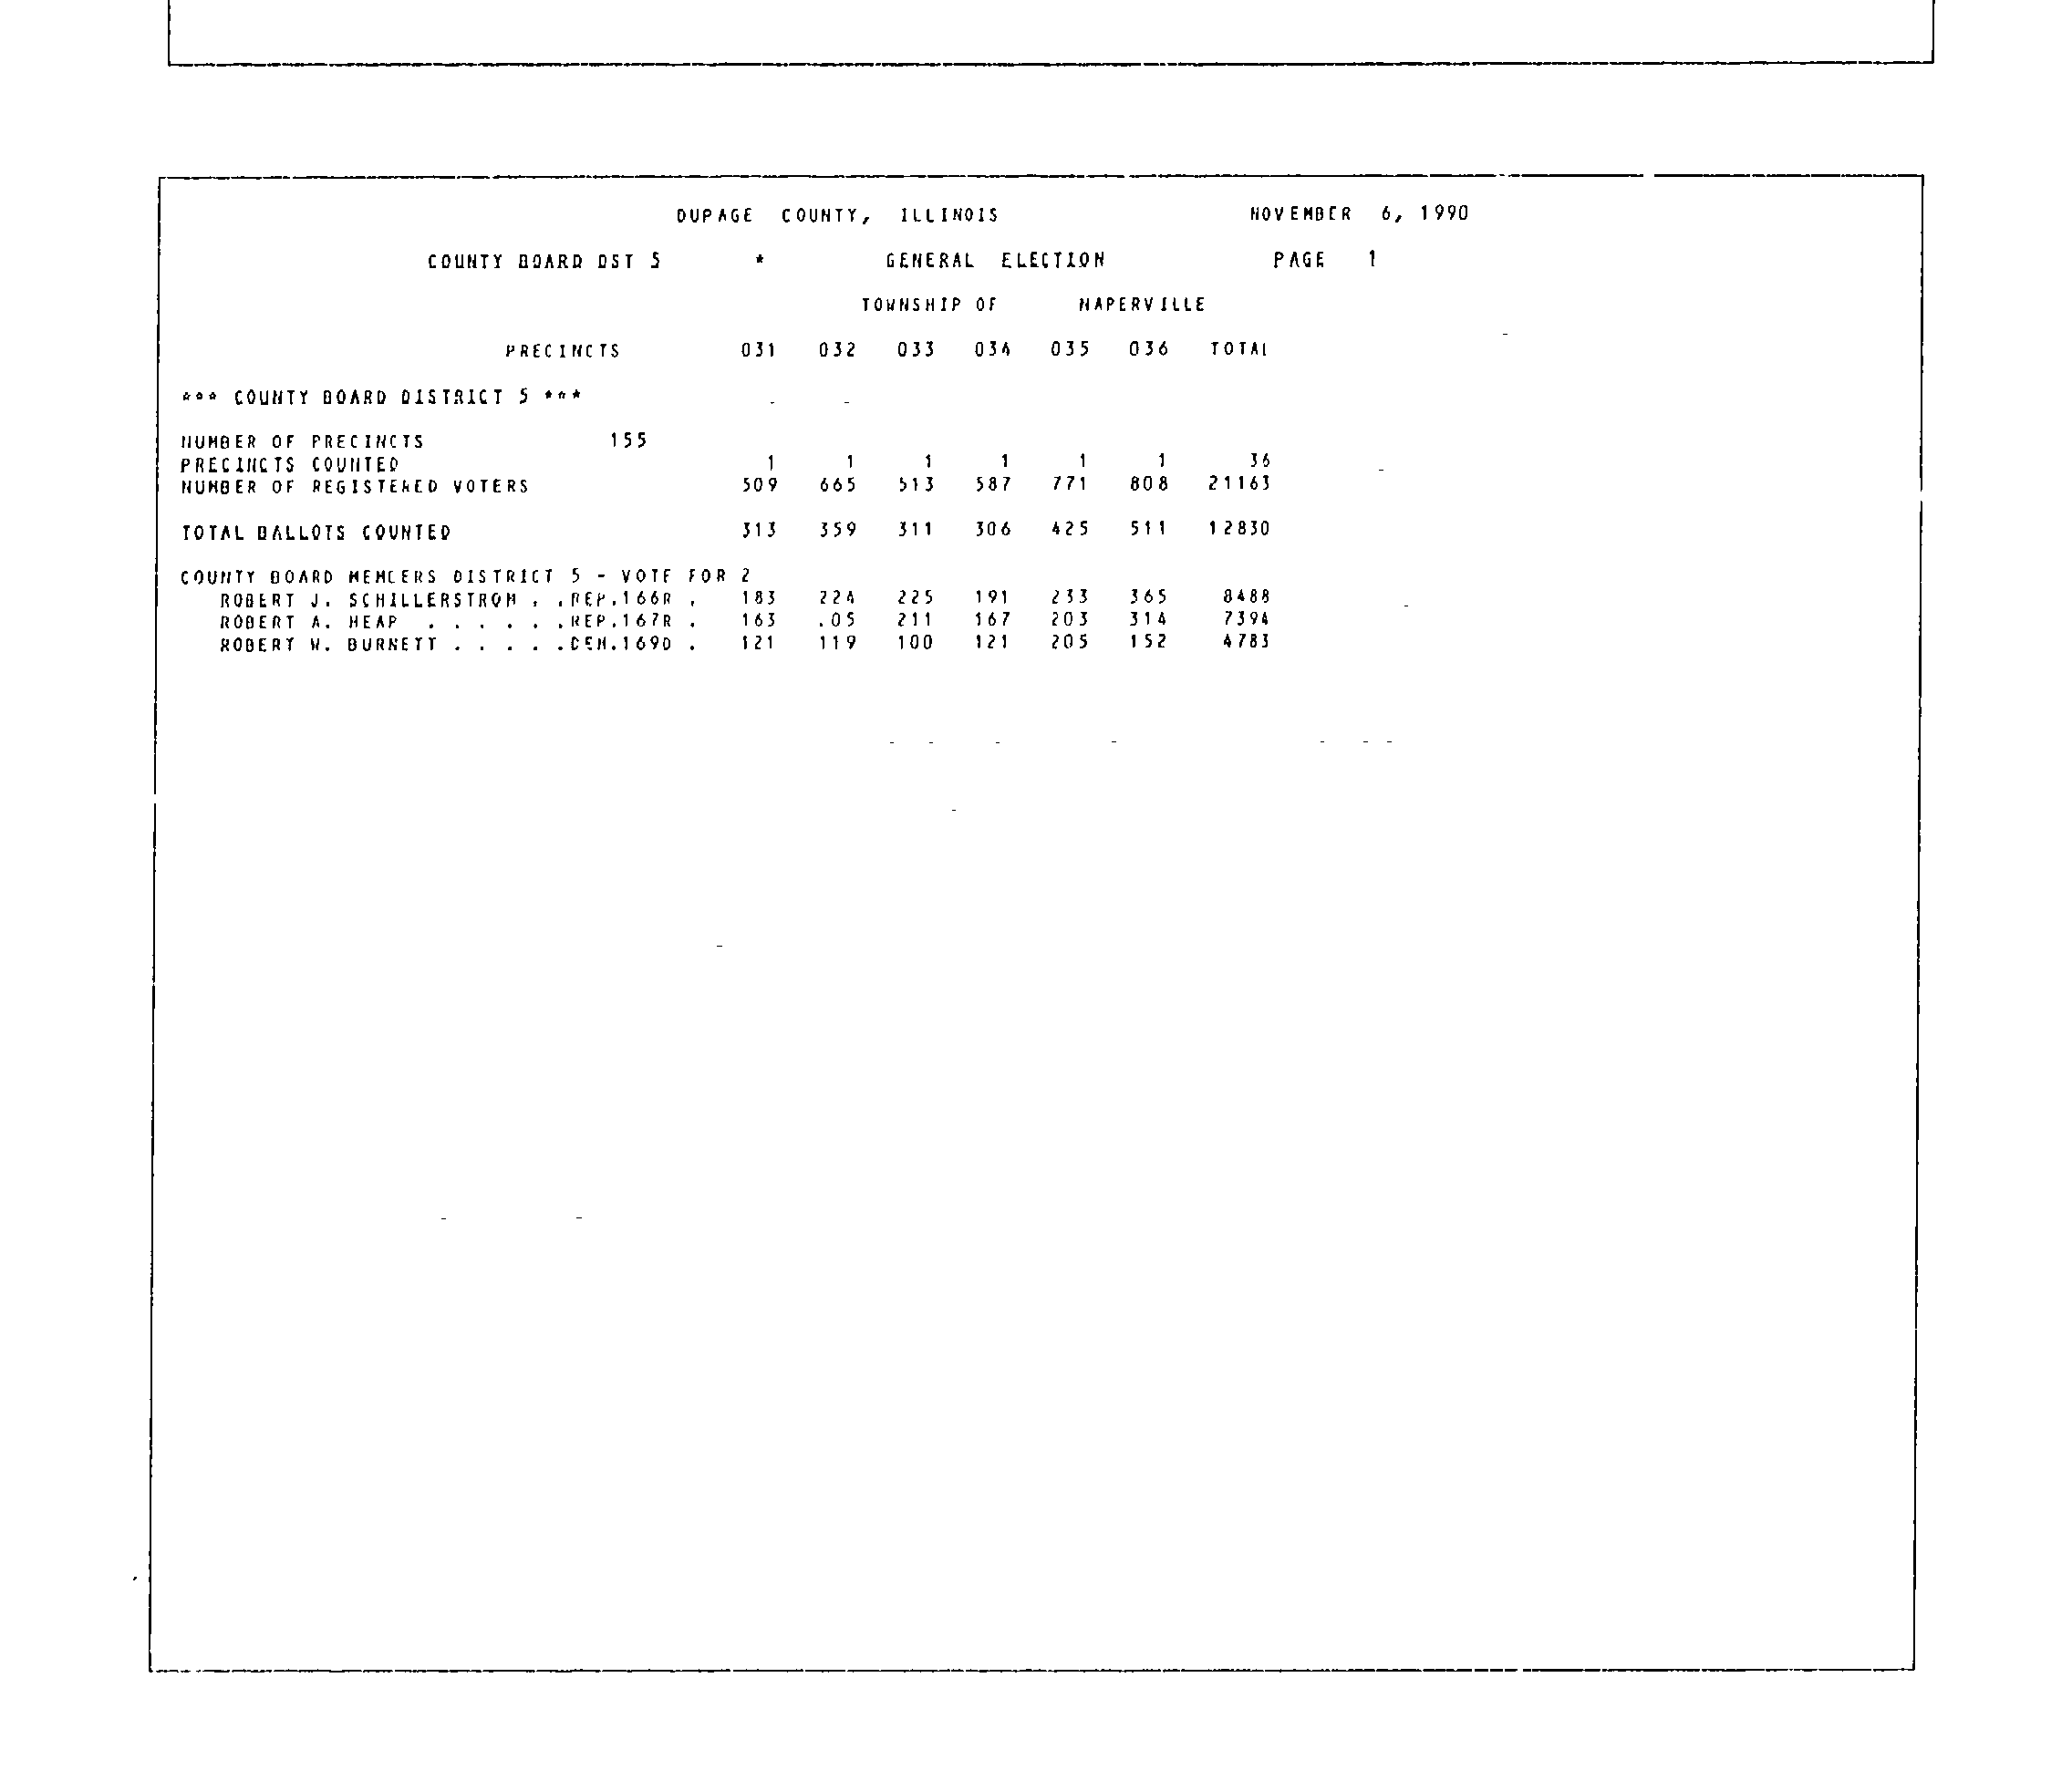 DUPAGE COUNTY, ILLINOIS NOVEMBER 6, 1990
COUNTY BOARD DST 5 * GENERAL ELECTION PAGE 1
TOWNSHIP OF NAPERVILLE
PRECINCTS 031 032 033 034 035 036 TOTAL
*** COUNTY BOARD DISTRICT 5 ***
NUMBER OF PRECINCTS 155
PRECINCTS COUNTED 1 1 1 1 1 1 36
NUMBER OF REGISTERED VOTERS 509 665 513 587 771 808 21163
TOTAL BALLOTS COUNTED 313 359 311 306 425 511 12830
COUNTY BOARD MEMBERS DISTRICT 5 - VOTE FOR 2
ROBERT J. SCHILLERSTROM . .REP.166R . 183 224 225 191 233 365 8488
ROBERT A. HEAP . . . . . .REP.167R . 163 211 167 203 314 7394
ROBERT W. BURNETT . . . . .DEM.169D . 121 119 100 121 205 152 4783